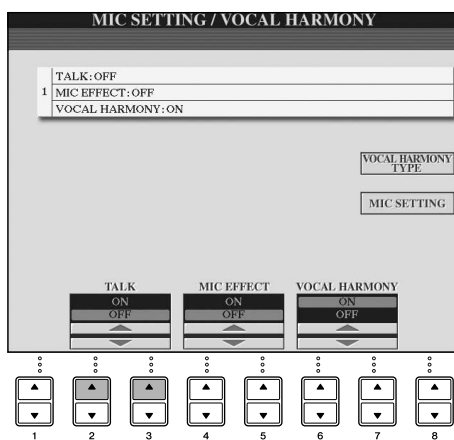 MIC SETTING / VOCAL HARMONY
TALK:OFF
1 MIC EFFECT:OFF
VOCAL HARMONY:ON
VOCAL HARMONY
TYPE
MIC SETTING
TALK MIC EFFECT VOCAL HARMONY
ON ON ON
OFF OFF OFF
1 2 3 4 5 6 7 8